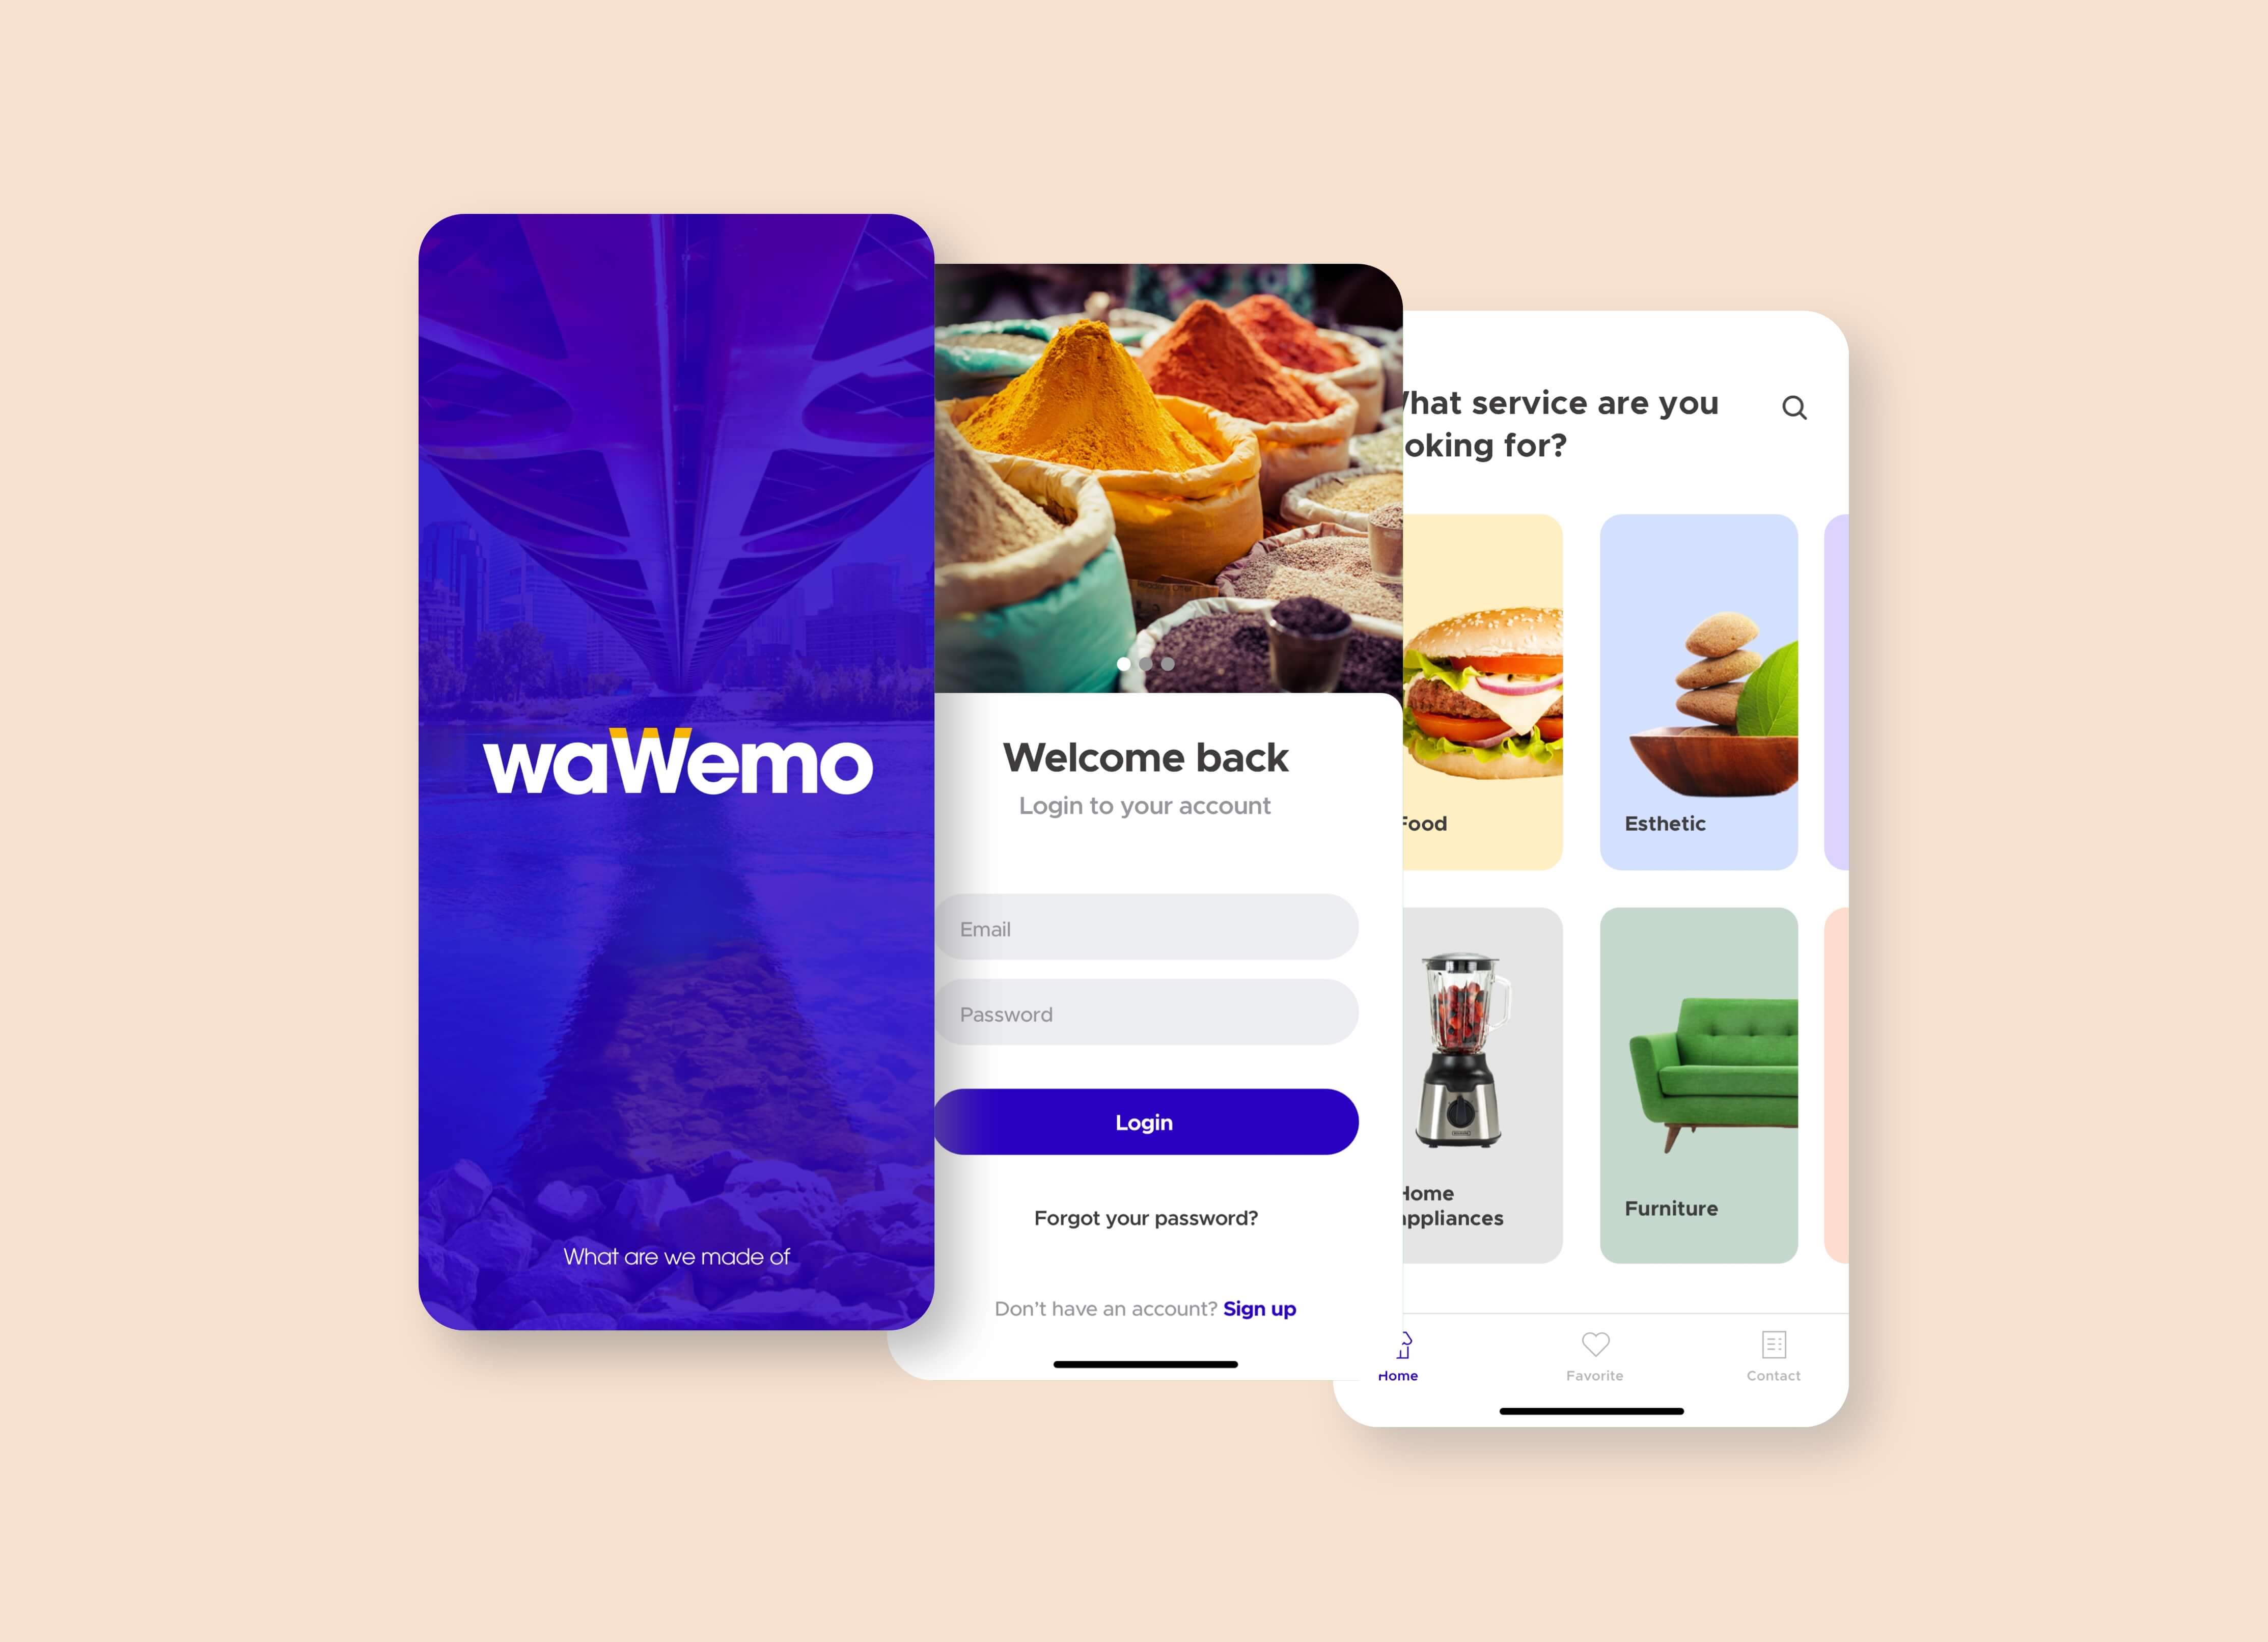 waWemo
What are we made of
Welcome back
Login to your account
Email
Password
Login
Forgot your password?
Don't have an account? Sign up
hat service are you
oking for?
Food
Esthetic
Home
ppliances
Furniture
Home
Favorite
Contact